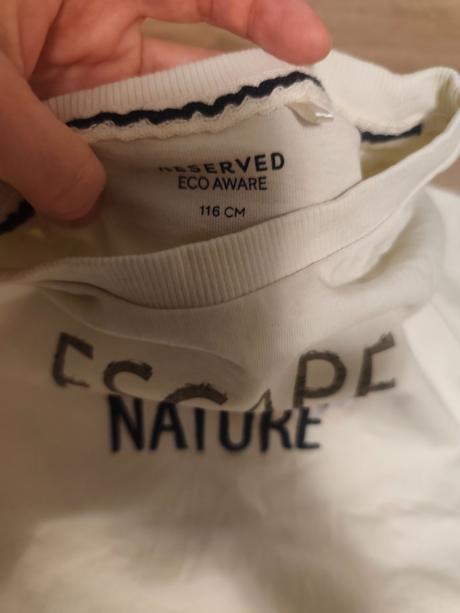 RESERVED
ECO AWARE
116 CM
ESCAPE
NATURE